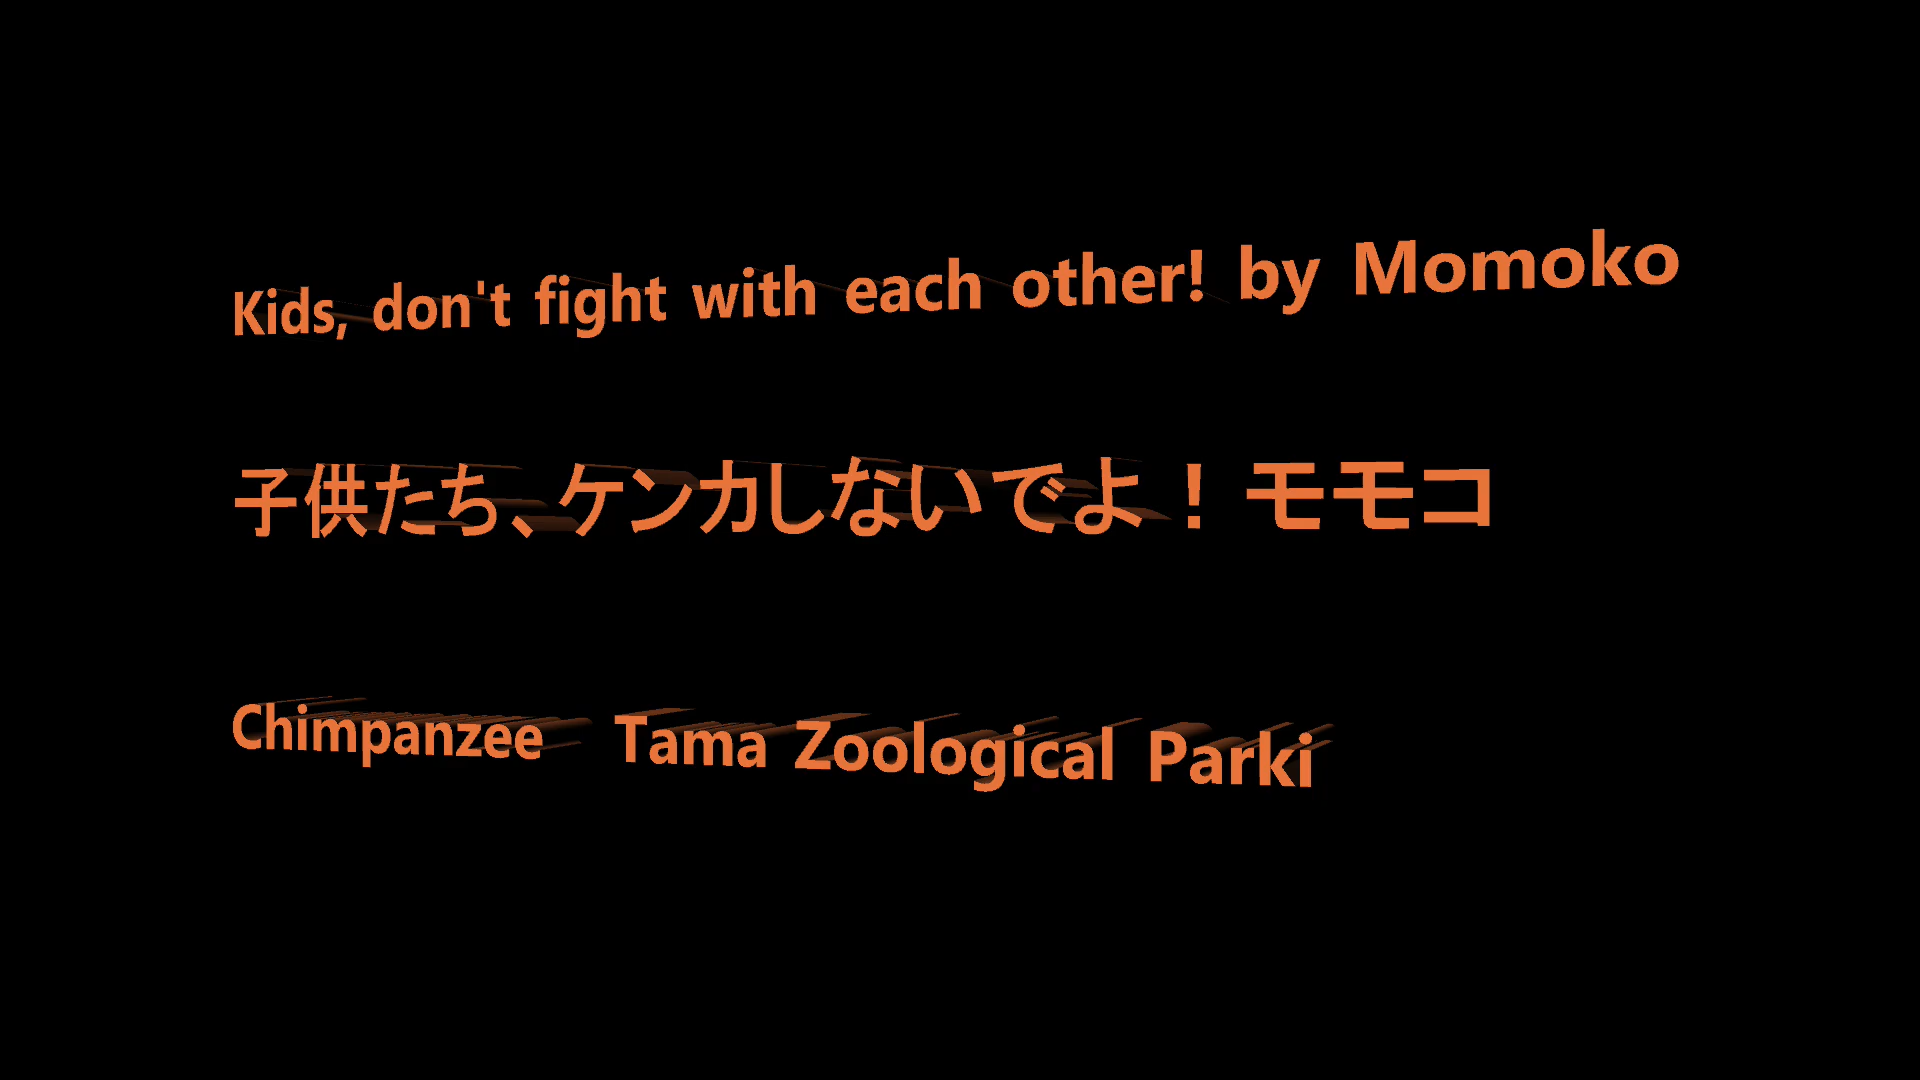 Kids, don't fight with each other! by Momoko
子供たち、ケンカしないでよ！モモコ
Chimpanzee  Tama Zoological Parki